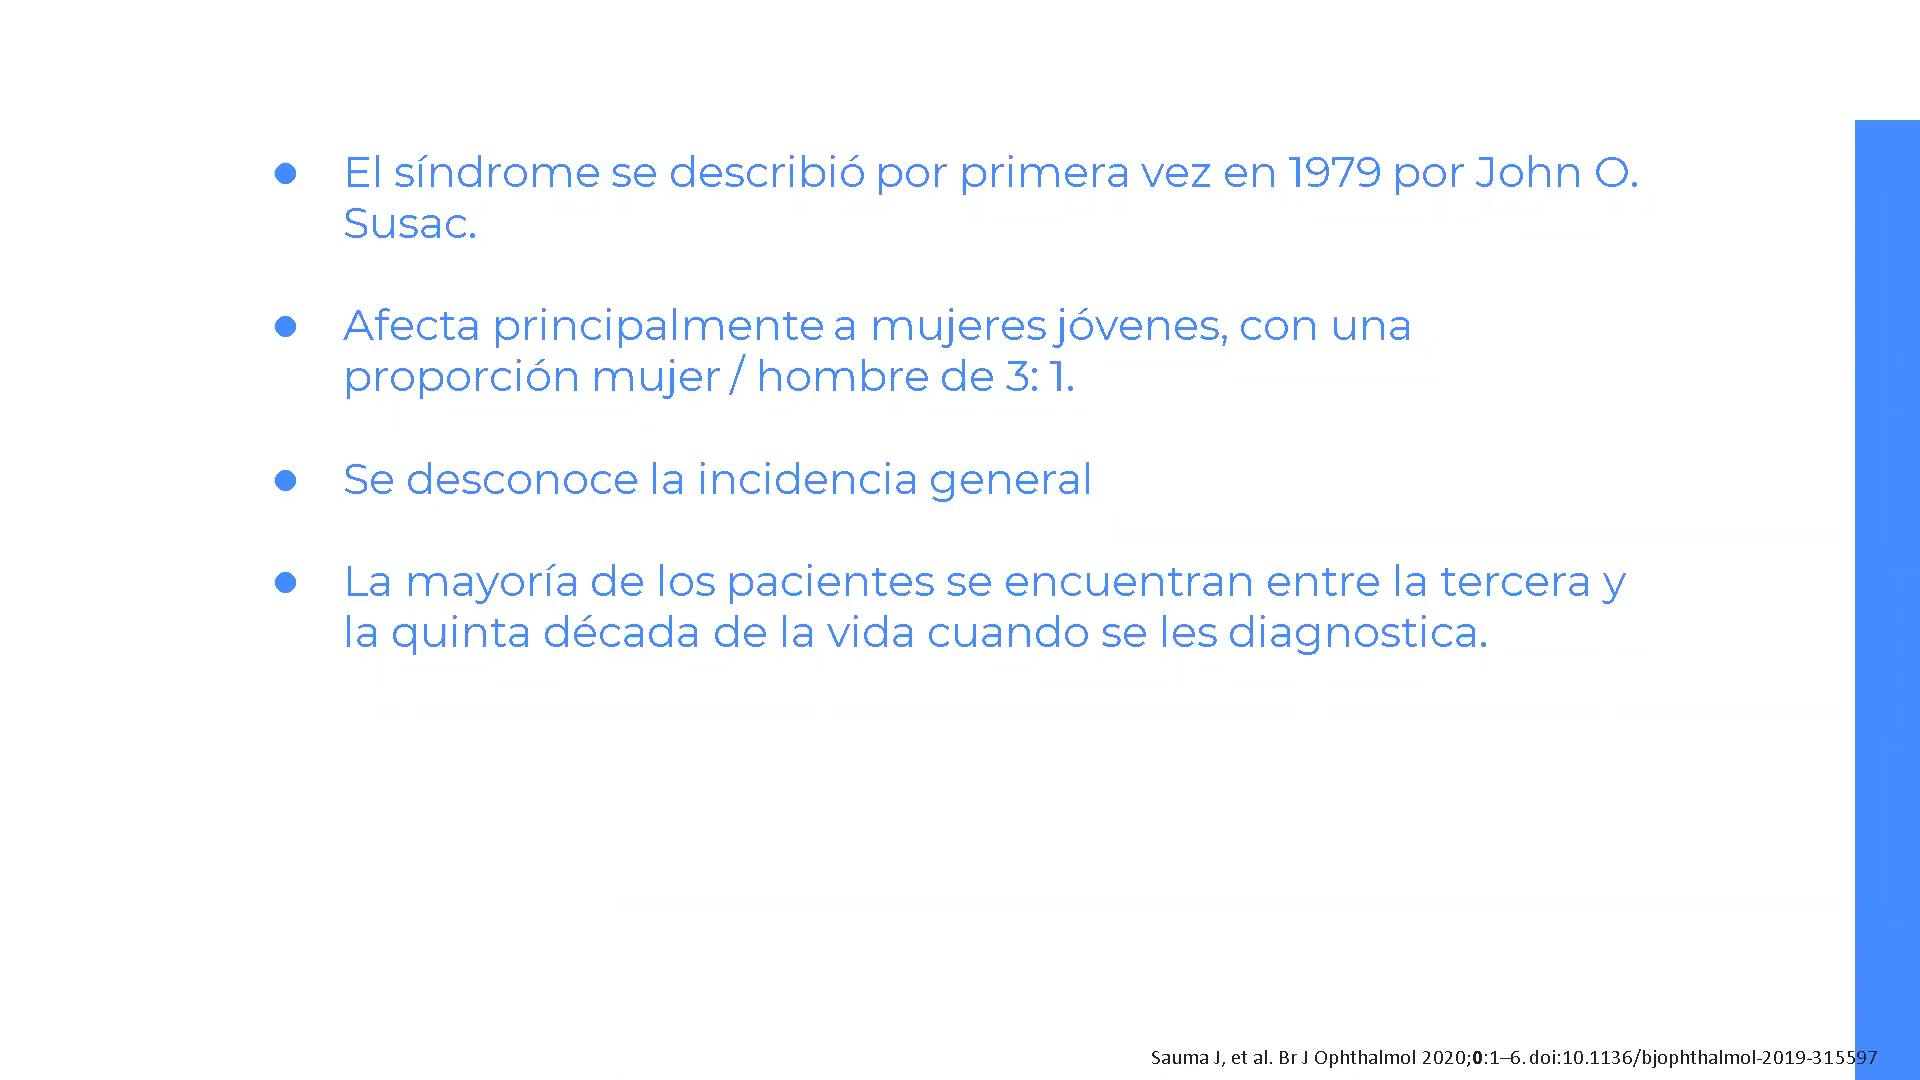 ● El síndrome se describió por primera vez en 1979 por John O.
Susac.
● Afecta principalmente a mujeres jóvenes, con una
proporción mujer / hombre de 3: 1.
● Se desconoce la incidencia general
● La mayoría de los pacientes se encuentran entre la tercera y
la quinta década de la vida cuando se les diagnostica.
Sauma J, et al. Br J Ophthalmol 2020;0:1–6. doi:10.1136/bjophthalmol-2019-315597